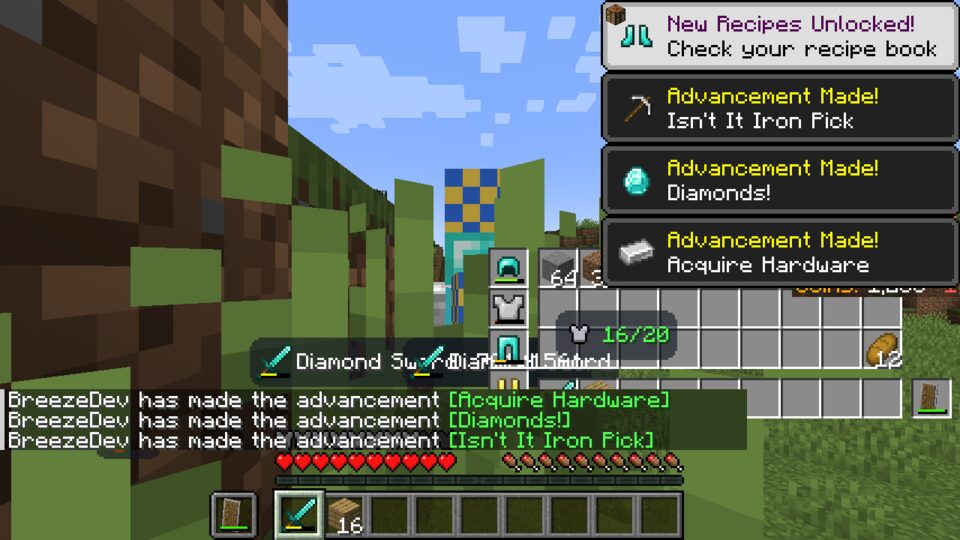 New Recipes Unlocked!
Check your recipe book
Advancement Made!
Isn't It Iron Pick
Advancement Made!
Diamonds!
Advancement Made!
Acquire Hardware
64
16/20
12
Diamond
BreezeDev has made the advancement [Acquire Hardware]
BreezeDev has made the advancement [Diamonds!]
BreezeDev has made the advancement [Isn't It Iron Pick]
16